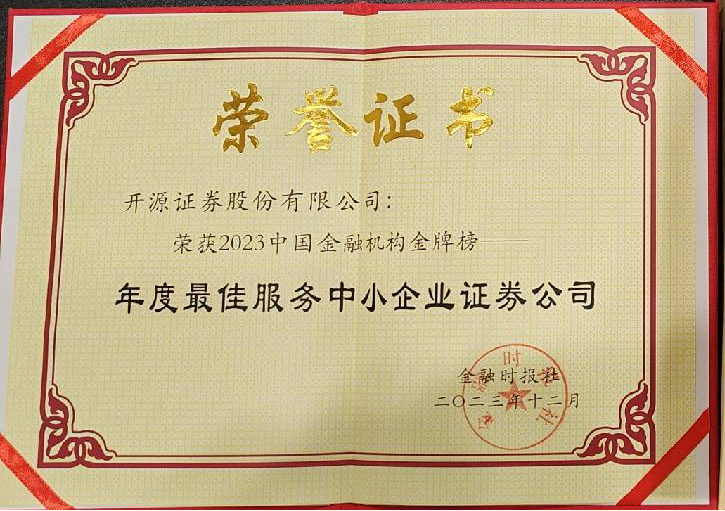 荣誉证书
开源证券股份有限公司：
荣获2023中国金融机构金牌榜——
年度最佳服务中小企业证券公司
金融时报社
二〇二三年十二月